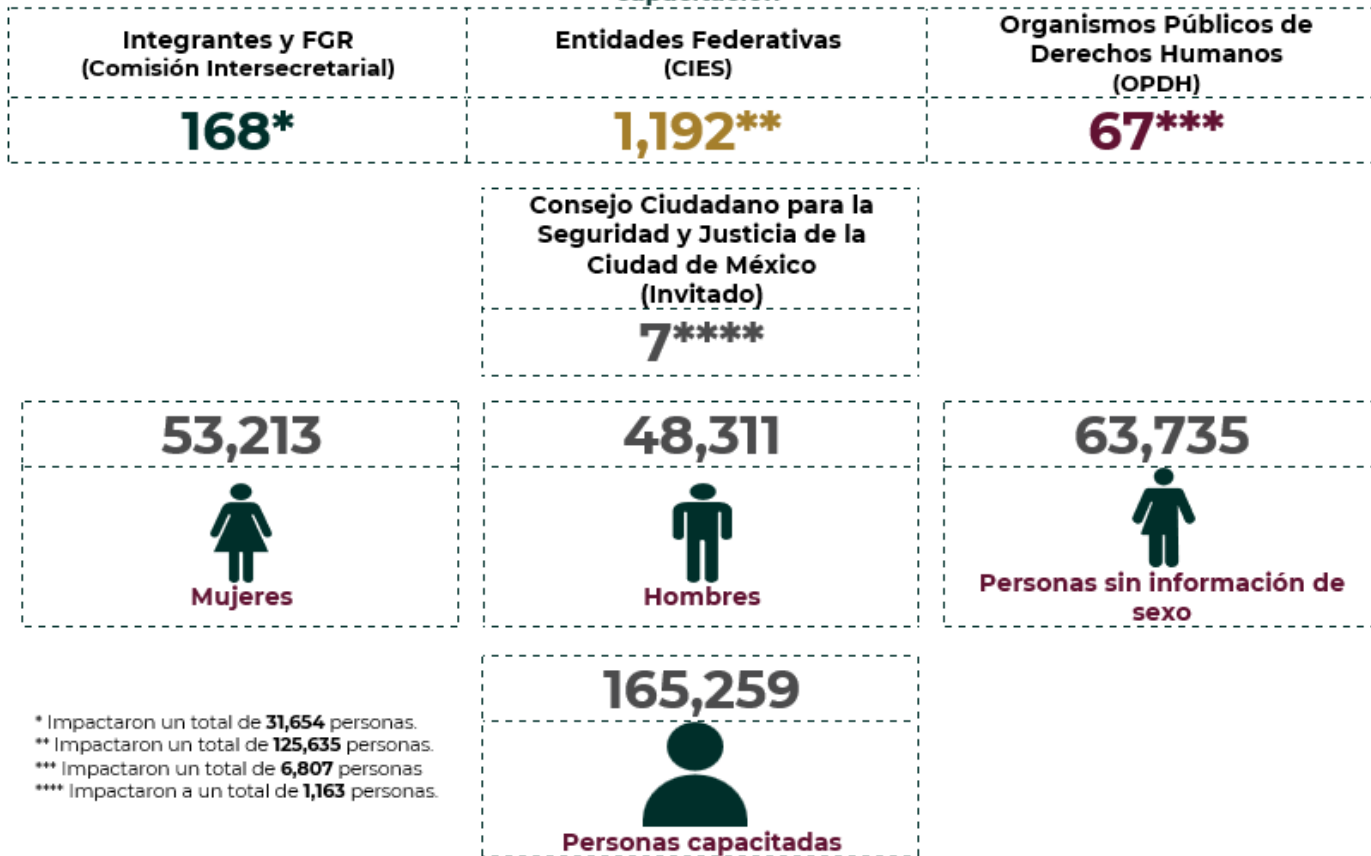 capacitación
Integrantes y FGR
(Comisión Intersecretarial)
168*
Entidades Federativas
(CIES)
1,192**
Organismos Públicos de
Derechos Humanos
(OPDH)
67***
Consejo Ciudadano para la
Seguridad y Justicia de la
Ciudad de México
(Invitado)
7****
53,213
Mujeres
48,311
Hombres
63,735
Personas sin información de
sexo
165,259
Personas capacitadas
* Impactaron un total de 31,654 personas.
** Impactaron un total de 125,635 personas.
*** Impactaron un total de 6,807 personas
**** Impactaron a un total de 1,163 personas.